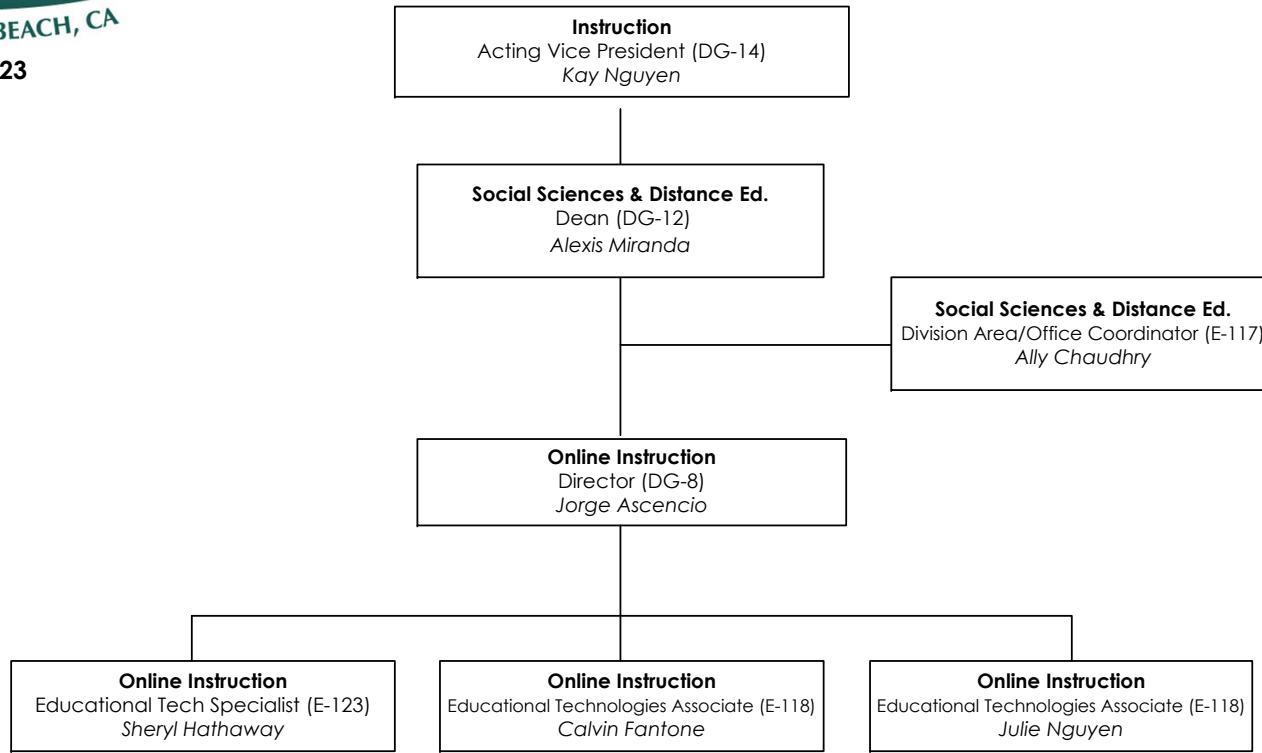 BEACH, CA
23
Instruction
Acting Vice President (DG-14)
Kay Nguyen
Social Sciences & Distance Ed.
Dean (DG-12)
Alexis Miranda
Social Sciences & Distance Ed.
Division Area/Office Coordinator (E-117)
Ally Chaudhry
Online Instruction
Director (DG-8)
Jorge Ascencio
Online Instruction
Educational Tech Specialist (E-123)
Sheryl Hathaway
Online Instruction
Educational Technologies Associate (E-118)
Calvin Fantone
Online Instruction
Educational Technologies Associate (E-118)
Julie Nguyen